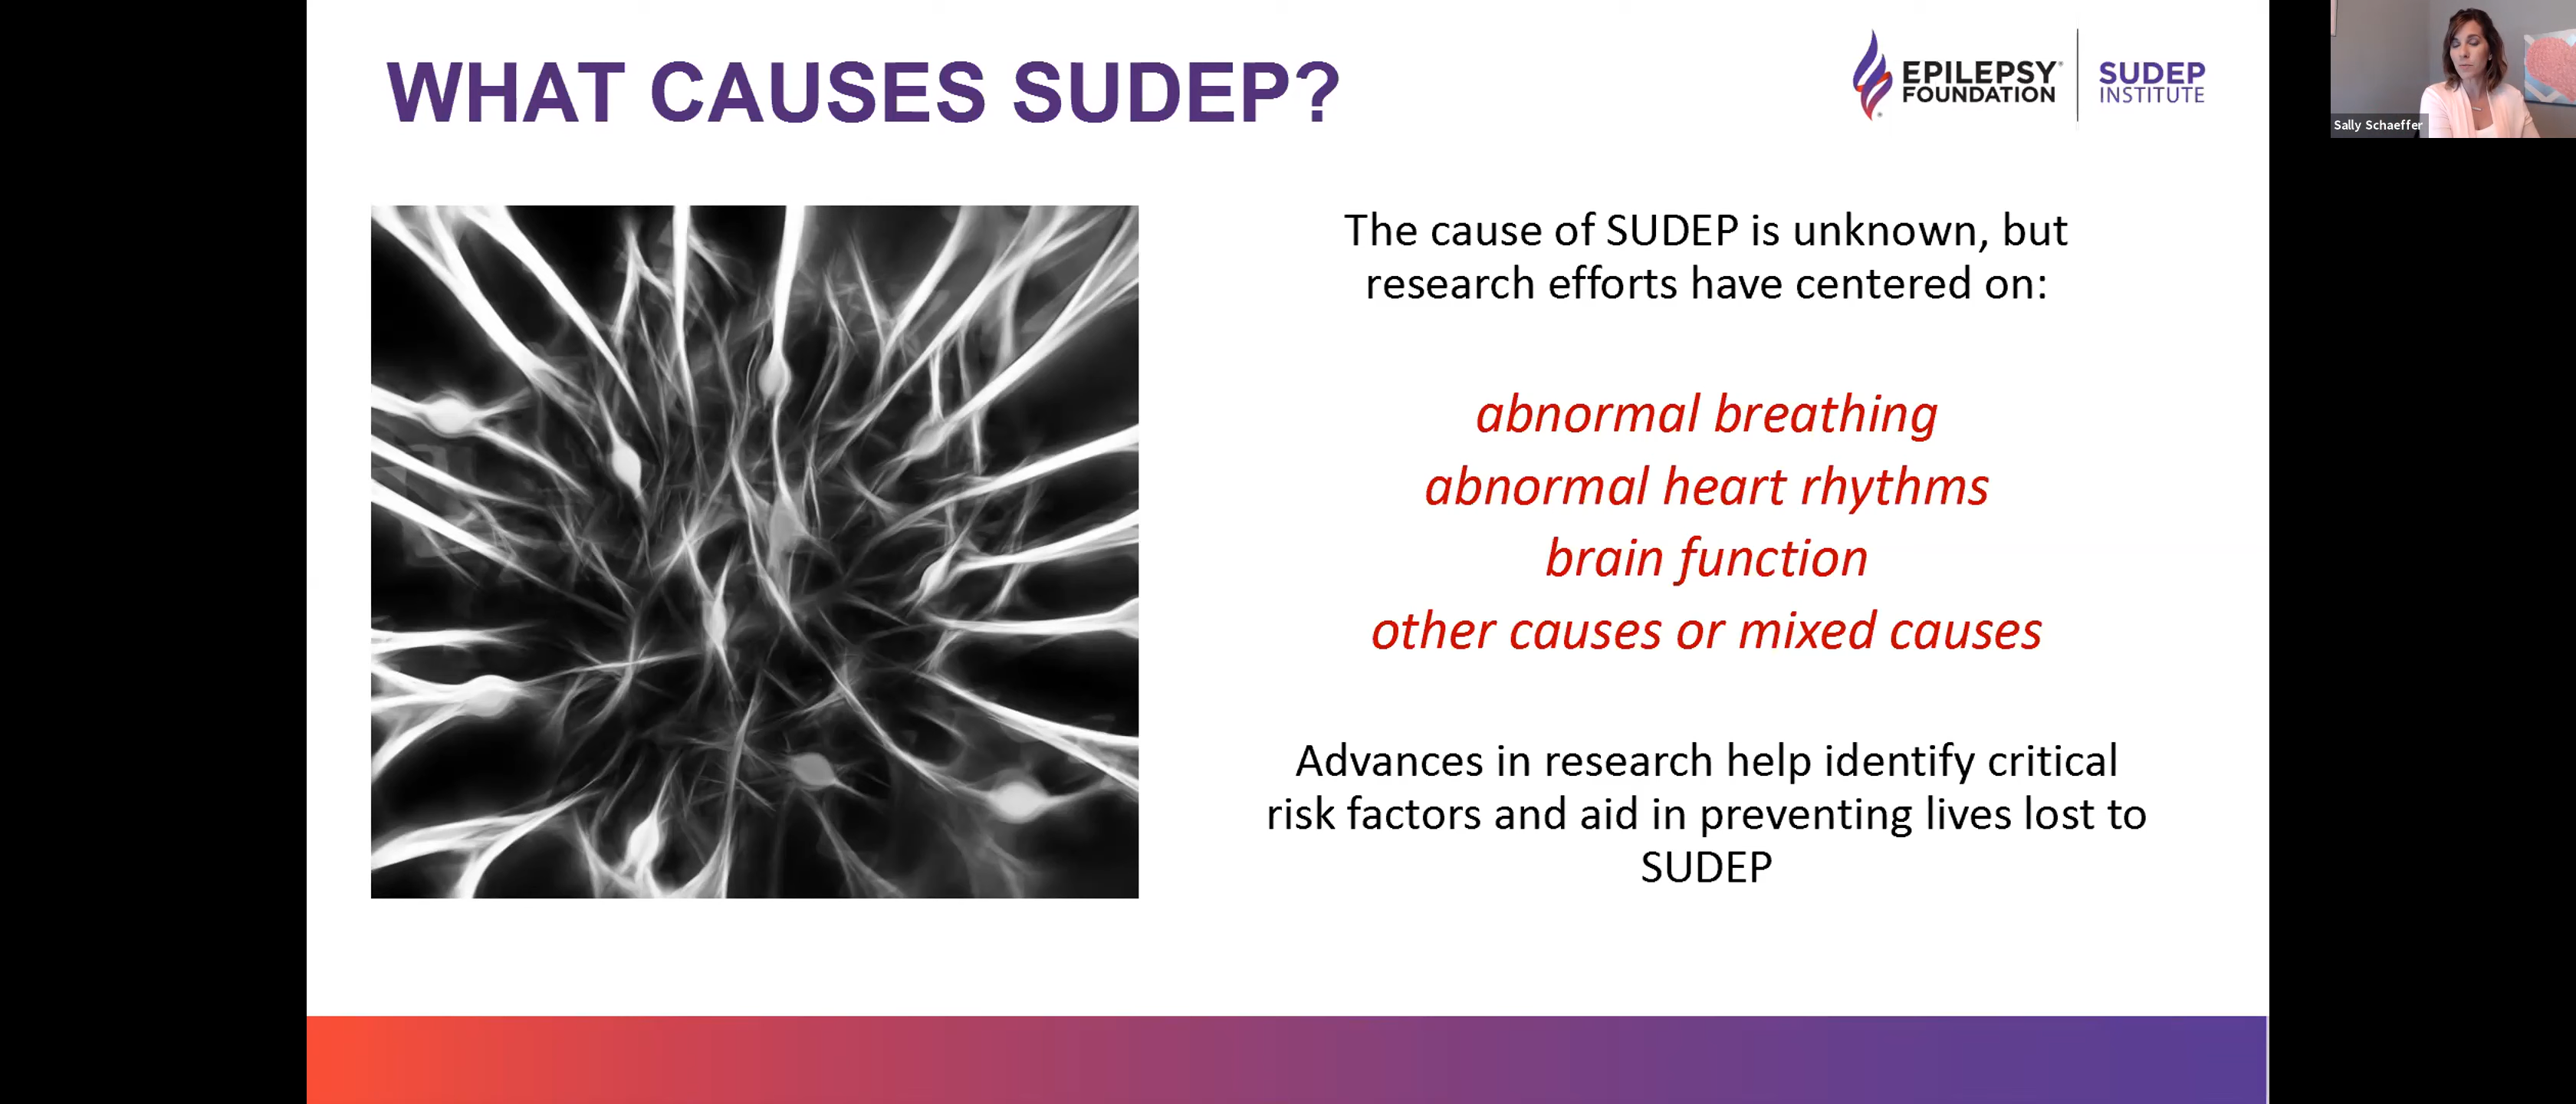 WHAT CAUSES SUDEP?
EPILEPSY
FOUNDATION
SUDEP
INSTITUTE
Sally Schaeffer
The cause of SUDEP is unknown, but
research efforts have centered on:
abnormal breathing
abnormal heart rhythms
brain function
other causes or mixed causes
Advances in research help identify critical
risk factors and aid in preventing lives lost to
SUDEP